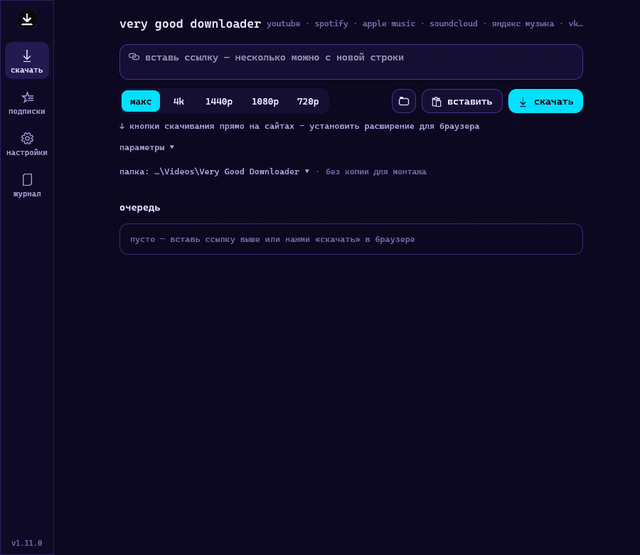 very good downloader youtube · spotify · apple music · soundcloud · яндекс музыка · vk…
вставь ссылку — несколько можно с новой строки
скачать
макс 4k 1440p 1080p 720p вставить скачать
подписки
↓ кнопки скачивания прямо на сайтах — установить расширение для браузера
параметры ▾
настройки
папка: …\Videos\Very Good Downloader ▾ · без копии для монтажа
журнал
очередь
пусто — вставь ссылку выше или нажми «скачать» в браузере
v1.11.0